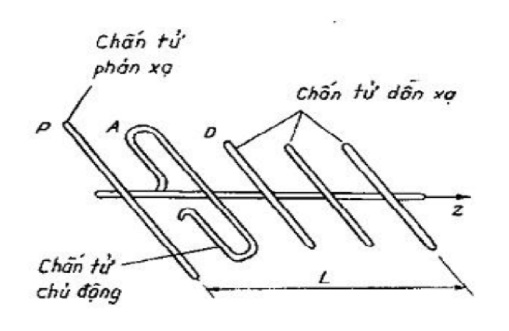 Chấn tử
phản xạ
P
A
D
Chấn tử dẫn xạ
z
Chấn tử
chủ động
L